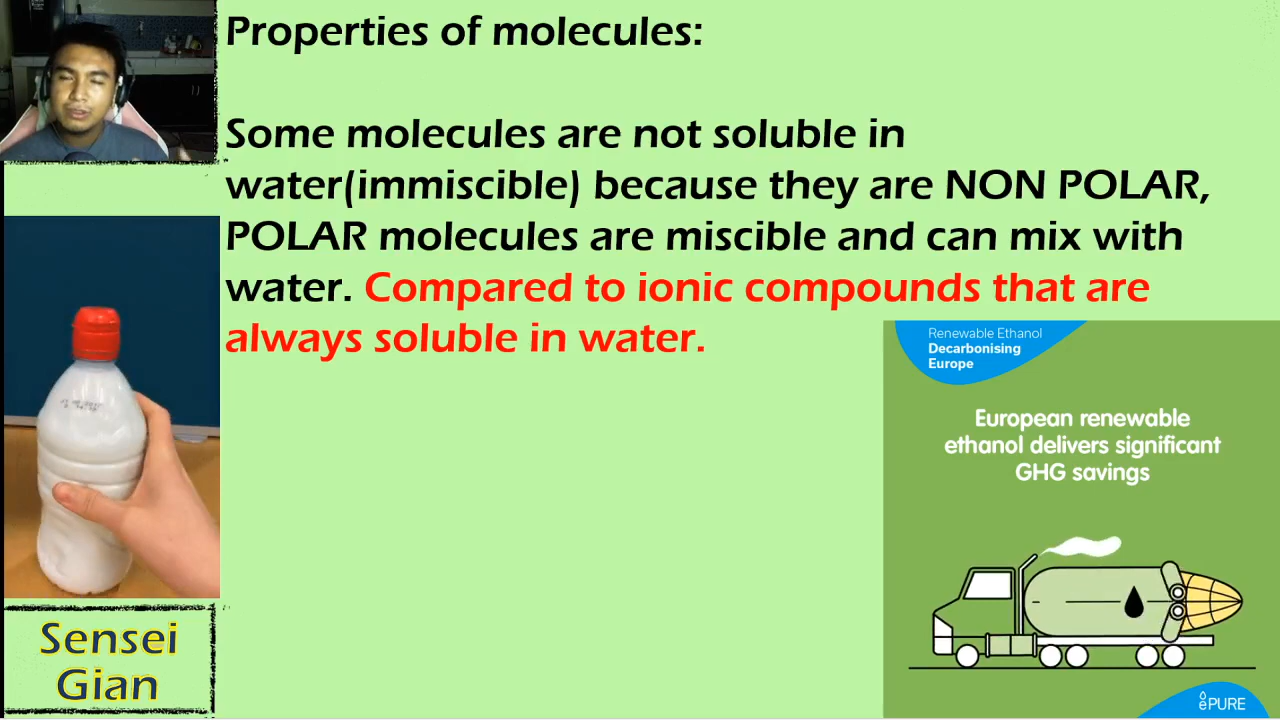 Properties of molecules:
Some molecules are not soluble in
water(immiscible) because they are NON POLAR,
POLAR molecules are miscible and can mix with
water. Compared to ionic compounds that are
always soluble in water.
Renewable Ethanol
Decarbonising
Europe
European renewable
ethanol delivers significant
GHG savings
ePURE
Sensei
Gian